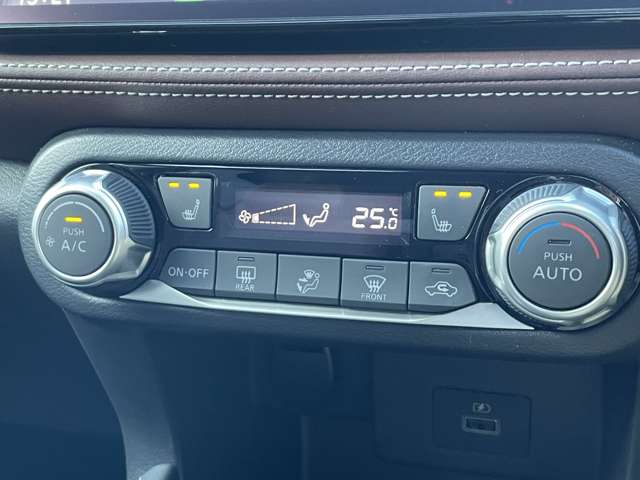 25.0
°C
PUSH
A/C
ON·OFF
REAR
FRONT
PUSH
AUTO